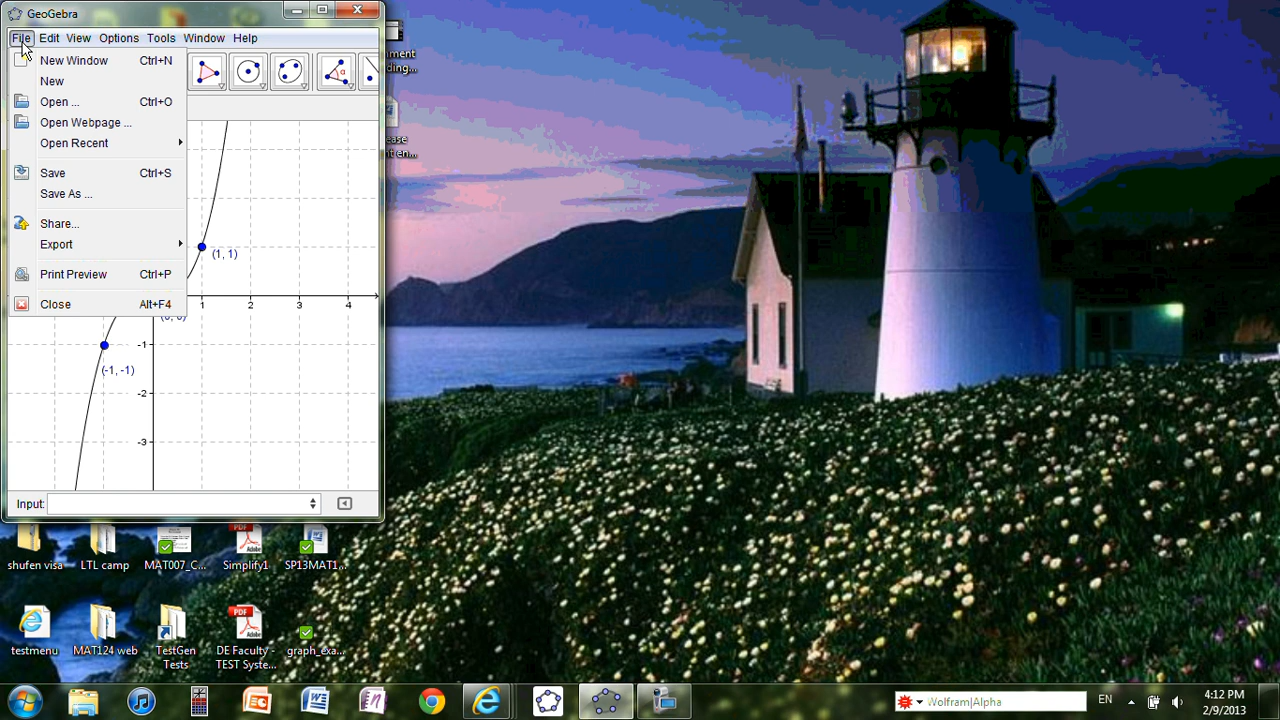 GeoGebra
File Edit View Options Tools Window Help
New Window Ctrl+N
New
Open ... Ctrl+O
Open Webpage ...
Open Recent
Save Ctrl+S
Save As ...
Share...
Export
Print Preview Ctrl+P
Close Alt+F4
(1, 1)
1 2 3 4
-1
(-1, -1)
-2
-3
Input:
shufen visa
LTL camp
MAT007_C...
Simplify1
SP13MAT1...
testmenu
MAT124 web
TestGen
Tests
DE Faculty -
TEST Syste...
graph_exa...
Wolfram|Alpha
EN
4:12 PM
2/9/2013